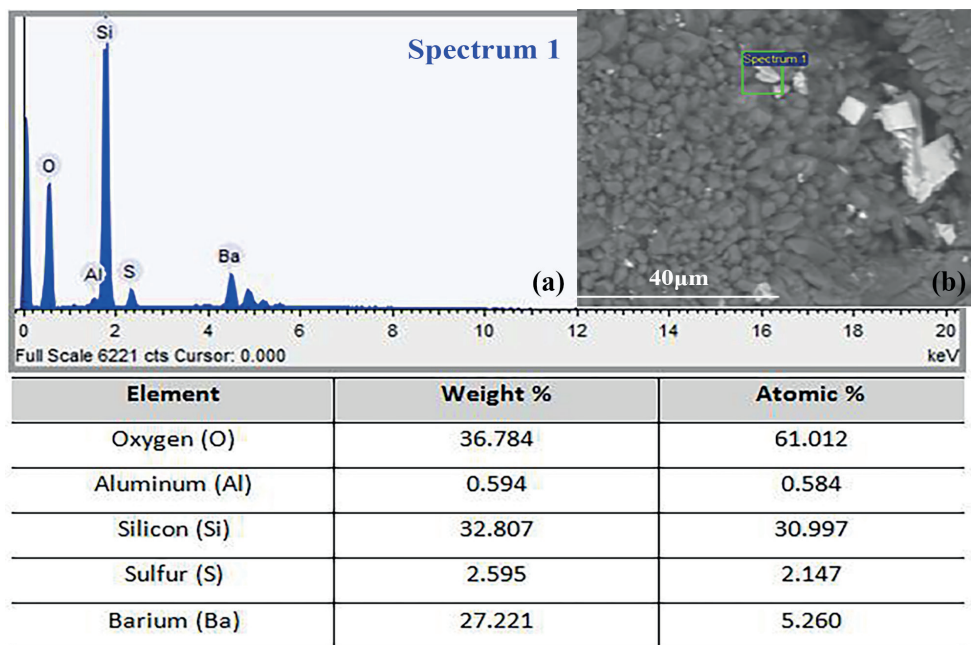 Spectrum 1
Si
O
Al
S
Ba
(a)
0 2 4 6 8 10 12 14 16 18 20
Full Scale 6221 cts Cursor: 0.000
keV
Spectrum 1
40µm
(b)
Element Weight % Atomic %
Oxygen (O) 36.784 61.012
Aluminum (Al) 0.594 0.584
Silicon (Si) 32.807 30.997
Sulfur (S) 2.595 2.147
Barium (Ba) 27.221 5.260